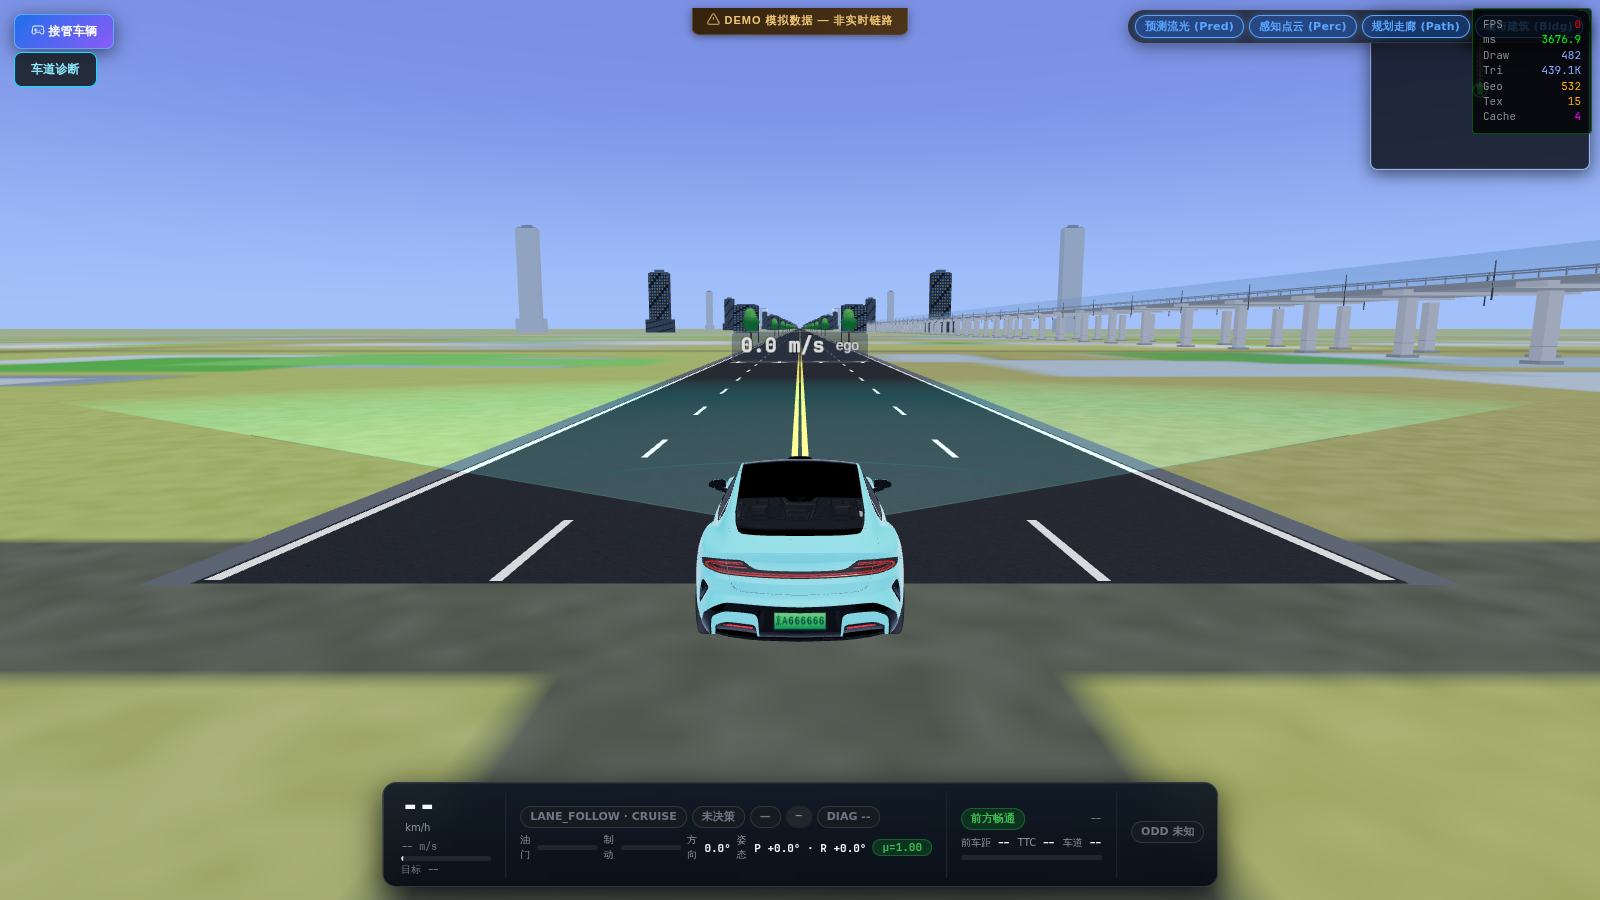 接管车辆
车道诊断
DEMO 模拟数据 — 非实时链路
预测流光 (Pred)
感知点云 (Perc)
规划走廊 (Path)
FPS 0
ms 3676.9
Draw 482
Tri 439.1K
Geo 532
Tex 15
Cache 4
0.0 m/s ego
A666666
--
km/h
-- m/s
目标 --
LANE_FOLLOW · CRUISE 未决策 — — DIAG --
油门 制动 方向 0.0° 姿态 P +0.0° · R +0.0° μ=1.00
前方畅通 --
前车距 -- TTC -- 车道 --
ODD 未知